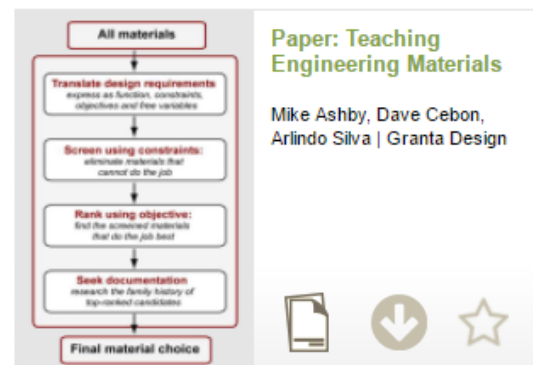 All materials
Translate design requirements
express as function, constraints,
objectives and free variables
Screen using constraints:
eliminate materials that
cannot do the job
Rank using objective:
find the screened materials
that do the job best
Seek documentation
research the family history of
top-ranked candidates
Final material choice
Paper: Teaching
Engineering Materials
Mike Ashby, Dave Cebon,
Arlindo Silva | Granta Design